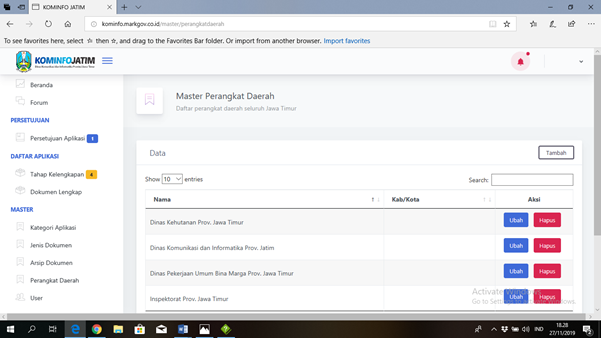 KOMINFO JATIM
kominfo.markgov.co.id/master/perangkatdaerah
To see favorites here, select ☆ then ☆, and drag to the Favorites Bar folder. Or import from another browser. Import favorites
KOMINFOJATIM
Beranda
Forum
PERSETUJUAN
Persetujuan Aplikasi 1
DAFTAR APLIKASI
Tahap Kelengkapan 4
Dokumen Lengkap
MASTER
Kategori Aplikasi
Jenis Dokumen
Arsip Dokumen
Perangkat Daerah
User
Master Perangkat Daerah
Daftar perangkat daerah seluruh Jawa Timur
Data
Tambah
Show 10 entries
Search:
Nama Kab/Kota Aksi
Dinas Kehutanan Prov. Jawa Timur Ubah Hapus
Dinas Komunikasi dan Informatika Prov. Jatim Ubah Hapus
Dinas Pekerjaan Umum Bina Marga Prov. Jawa Timur Ubah Hapus
Inspektorat Prov. Jawa Timur Ubah Hapus
Activate Windows
Go to Settings to activate Windows.
IND
18.28
27/11/2019
2